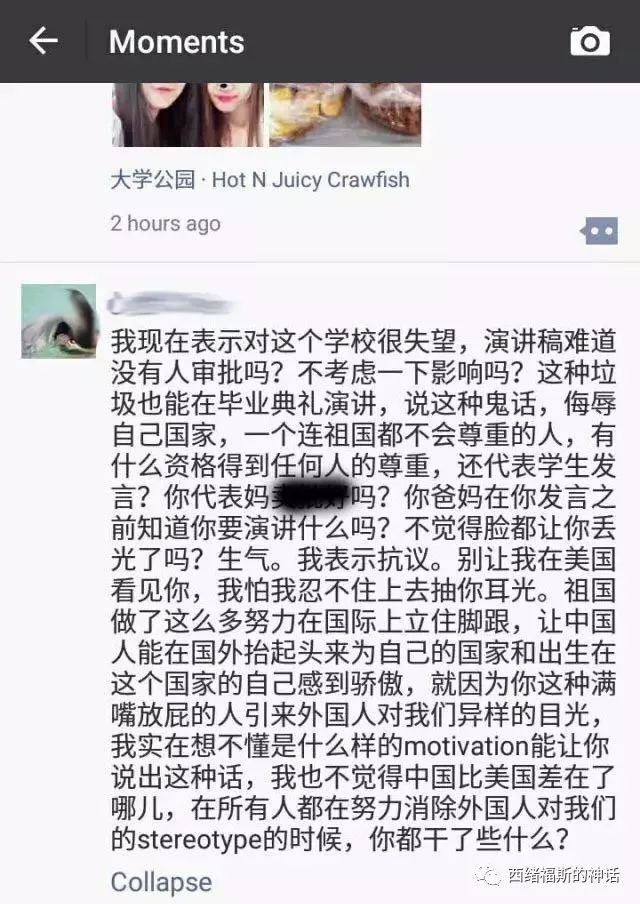 Moments
大学公园 · Hot N Juicy Crawfish
2 hours ago
我现在表示对这个学校很失望，演讲稿难道
没有人审批吗？不考虑一下影响吗？这种垃
圾也能在毕业典礼演讲，说这种鬼话，侮辱
自己国家，一个连祖国都不会尊重的人，有
什么资格得到任何人的尊重，还代表学生发
言？你代表妈吗？你爸妈在你发言之
前知道你要演讲什么吗？不觉得脸都让你丢
光了吗？生气。我表示抗议。别让我在美国
看见你，我怕我忍不住上去抽你耳光。祖国
做了这么多努力在国际上立住脚跟，让中国
人能在国外抬起头来为自己的国家和出生在
这个国家的自己感到骄傲，就因为你这种满
嘴放屁的人引来外国人对我们异样的目光，
我实在想不懂是什么样的motivation能让你
说出这种话，我也不觉得中国比美国差在了
哪儿，在所有人都在努力消除外国人对我们
的stereotype的时候，你都干了些什么？
Collapse
西绪福斯的神话